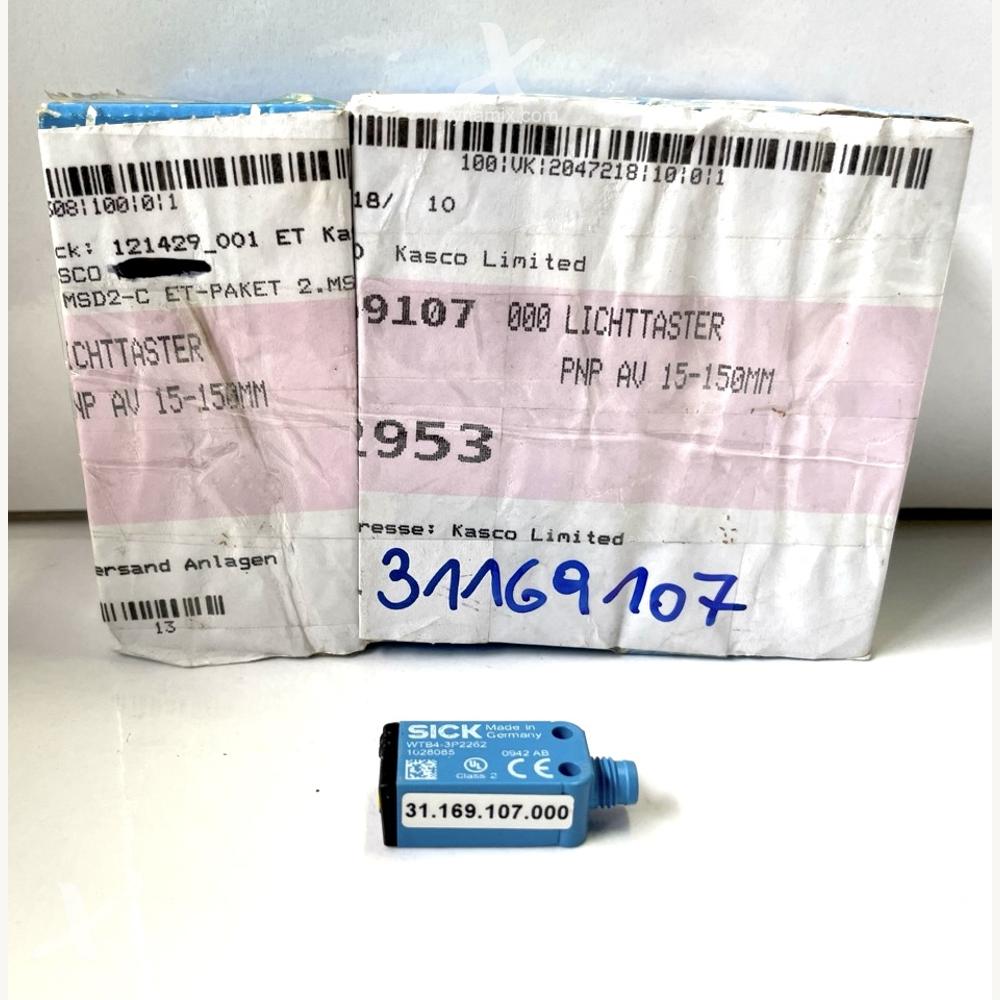 508¦100¦0¦1
ck: 121429_001 ET Ka
SCO
MSD2-C ET-PAKET 2.MS
ICHTTASTER
NP AV 15-150MM
ersand Anlagen
13
100¦VK¦2047218¦10¦0¦1
18/ 10
Kasco Limited
9107 000 LICHTTASTER
PNP AV 15-150MM
2953
resse: Kasco Limited
31169107
SICK Made in Germany
WTB4-3P2262
1028085 0942 AB
UL CE
Class 2
31.169.107.000